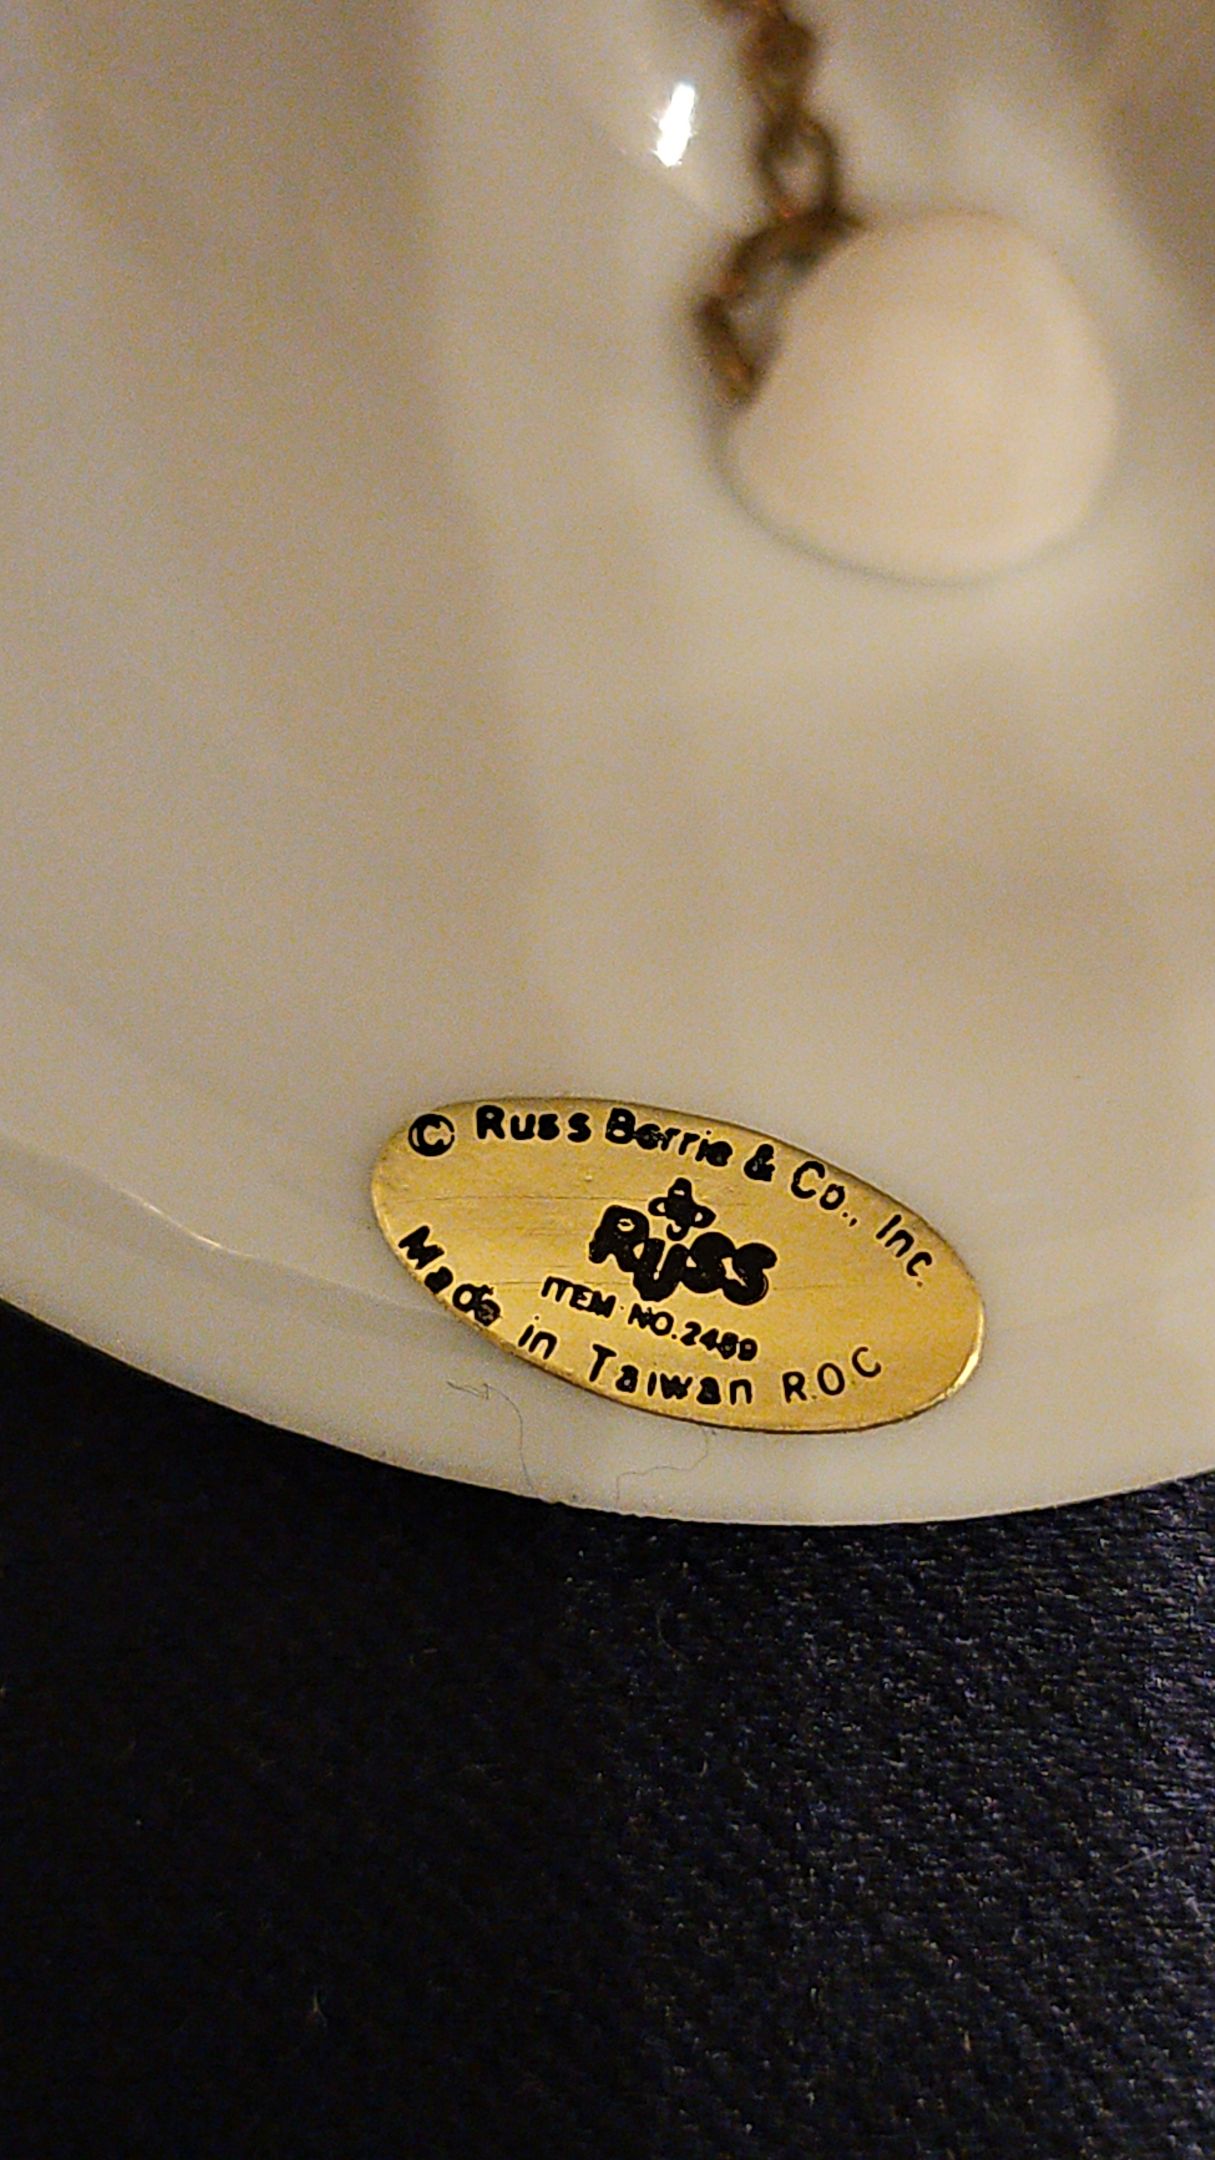 © Russ Berrie & Co., Inc.
Russ
ITEM NO. 2489
Made in Taiwan R.O.C